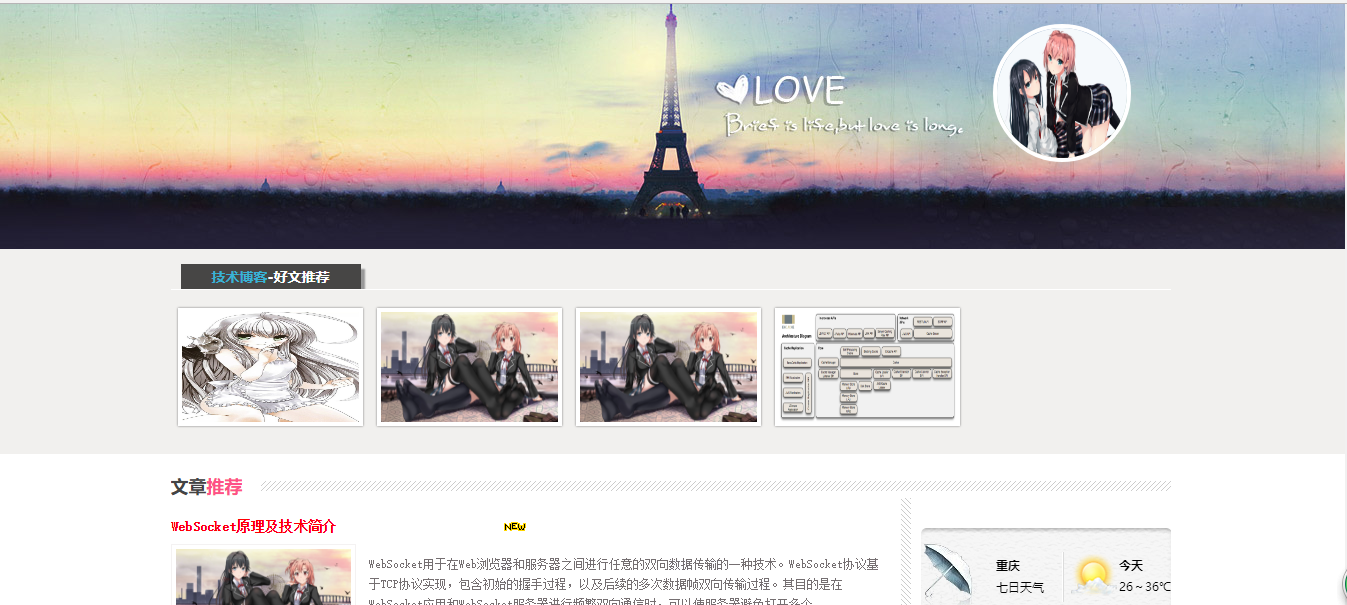 LOVE
Brief is life,but love is long.
技术博客-好文推荐
文章推荐
WebSocket原理及技术简介
NEW
WebSocket用于在Web浏览器和服务器之间进行任意的双向数据传输的一种技术。WebSocket协议基
于TCP协议实现，包含初始的握手过程，以及后续的多次数据帧双向传输过程。其目的是在
WebSocket应用和WebSocket服务器进行频繁双向通信时，可以使服务器避免打开多个
重庆
七日天气
今天
26～36℃